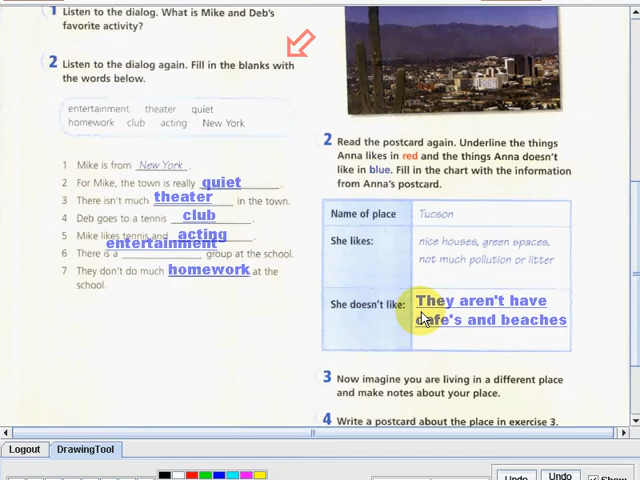 1 Listen to the dialog. What is Mike and Deb's
favorite activity?
2 Listen to the dialog again. Fill in the blanks with
the words below.
entertainment theater quiet
homework club acting New York
1 Mike is from New York.
2 For Mike, the town is really quiet.
3 There isn't much theater in the town.
4 Deb goes to a tennis club.
5 Mike likes tennis and acting.
entertainment
6 There is a group at the school.
7 They don't do much homework at the
school.
2 Read the postcard again. Underline the things
Anna likes in red and the things Anna doesn't
like in blue. Fill in the chart with the information
from Anna's postcard.
Name of place Tucson
She likes: nice houses, green spaces,
not much pollution or litter
She doesn't like: They aren't have
cafe's and beaches
3 Now imagine you are living in a different place
and make notes about your place.
4 Write a postcard about the place in exercise 3.
Logout DrawingTool
Undo Undo Show